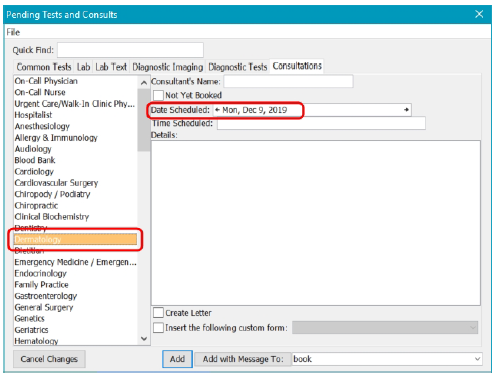 Pending Tests and Consults
File
Quick Find:
Common Tests Lab Lab Text Diagnostic Imaging Diagnostic Tests Consultations
On-Call Physician
On-Call Nurse
Urgent Care/Walk-In Clinic Phy...
Hospitalist
Anesthesiology
Allergy & Immunology
Audiology
Blood Bank
Cardiology
Cardiovascular Surgery
Chiropody / Podiatry
Chiropractic
Clinical Biochemistry
Dentistry
Dermatology
Dietitian
Emergency Medicine / Emergen...
Endocrinology
Family Practice
Gastroenterology
General Surgery
Genetics
Geriatrics
Hematology
Consultant's Name:
Not Yet Booked
Date Scheduled: Mon, Dec 9, 2019
Time Scheduled:
Details:
Create Letter
Insert the following custom form:
Cancel Changes Add Add with Message To: book